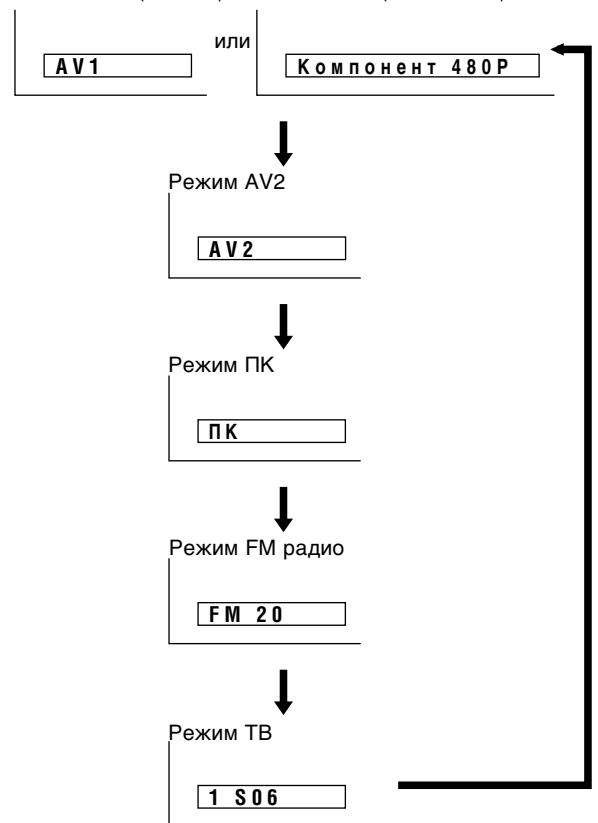 или
AV1
Компонент 480P
Режим AV2
AV2
Режим ПК
ПК
Режим FM радио
FM 20
Режим ТВ
1 S06